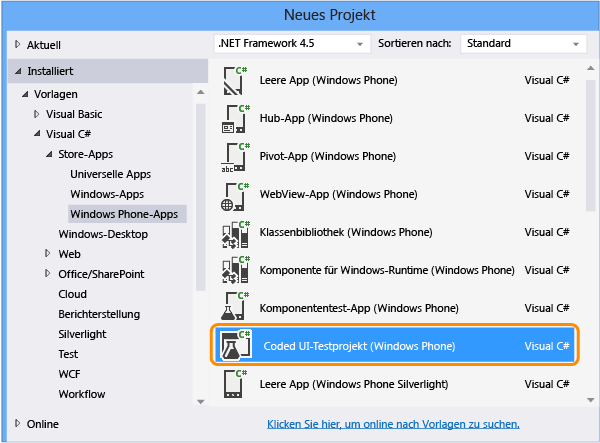 Neues Projekt
Aktuell
.NET Framework 4.5
Sortieren nach:
Standard
Installiert
Vorlagen
Visual Basic
Visual C#
Store-Apps
Universelle Apps
Windows-Apps
Windows Phone-Apps
Windows-Desktop
Web
Office/SharePoint
Cloud
Berichterstellung
Silverlight
Test
WCF
Workflow
Online
C# Leere App (Windows Phone) Visual C#
C# Hub-App (Windows Phone) Visual C#
C# abc Pivot-App (Windows Phone) Visual C#
C# WebView-App (Windows Phone) Visual C#
C# Klassenbibliothek (Windows Phone) Visual C#
C# Komponente für Windows-Runtime (Windows Phone) Visual C#
C# Komponententest-App (Windows Phone) Visual C#
C# Coded UI-Testprojekt (Windows Phone) Visual C#
C# Leere App (Windows Phone Silverlight) Visual C#
Klicken Sie hier, um online nach Vorlagen zu suchen.